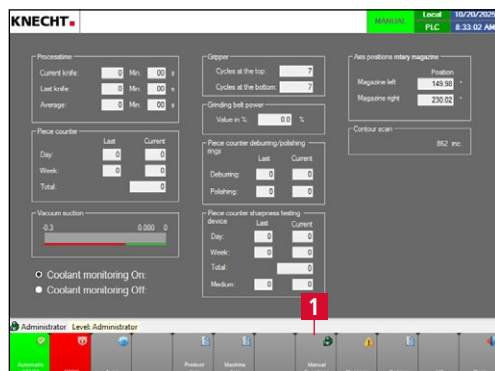 KNECHT
MANUAL
Local 10/20/2025
PLC 8:33:02 AM
Processtime
Current knife: 0 Min. 00 s
Last knife: 0 Min. 00 s
Average: 0 Min. 00 s
Piece counter
Last Current
Day: 0 0
Week: 0 0
Total: 0
Vacuum suction
-0.3 0.000 0
Coolant monitoring On:
Coolant monitoring Off:
Gripper
Cycles at the top: 7
Cycles at the bottom: 7
Grinding belt power
Value in %: 0.0 %
Piece counter deburring/polishing rings
Last Current
Deburring: 0 0
Polishing: 0 0
Piece counter sharpness testing device
Last Current
Day: 0 0
Week: 0 0
Total: 0
Medium: 0 0
Axis positions rotary magazine
Position
Magazine left 149.98 °
Magazine right 230.02 °
Contour scan
862 inc.
1
Administrator Level: Administrator
Automatic
Product
Machine
Manual